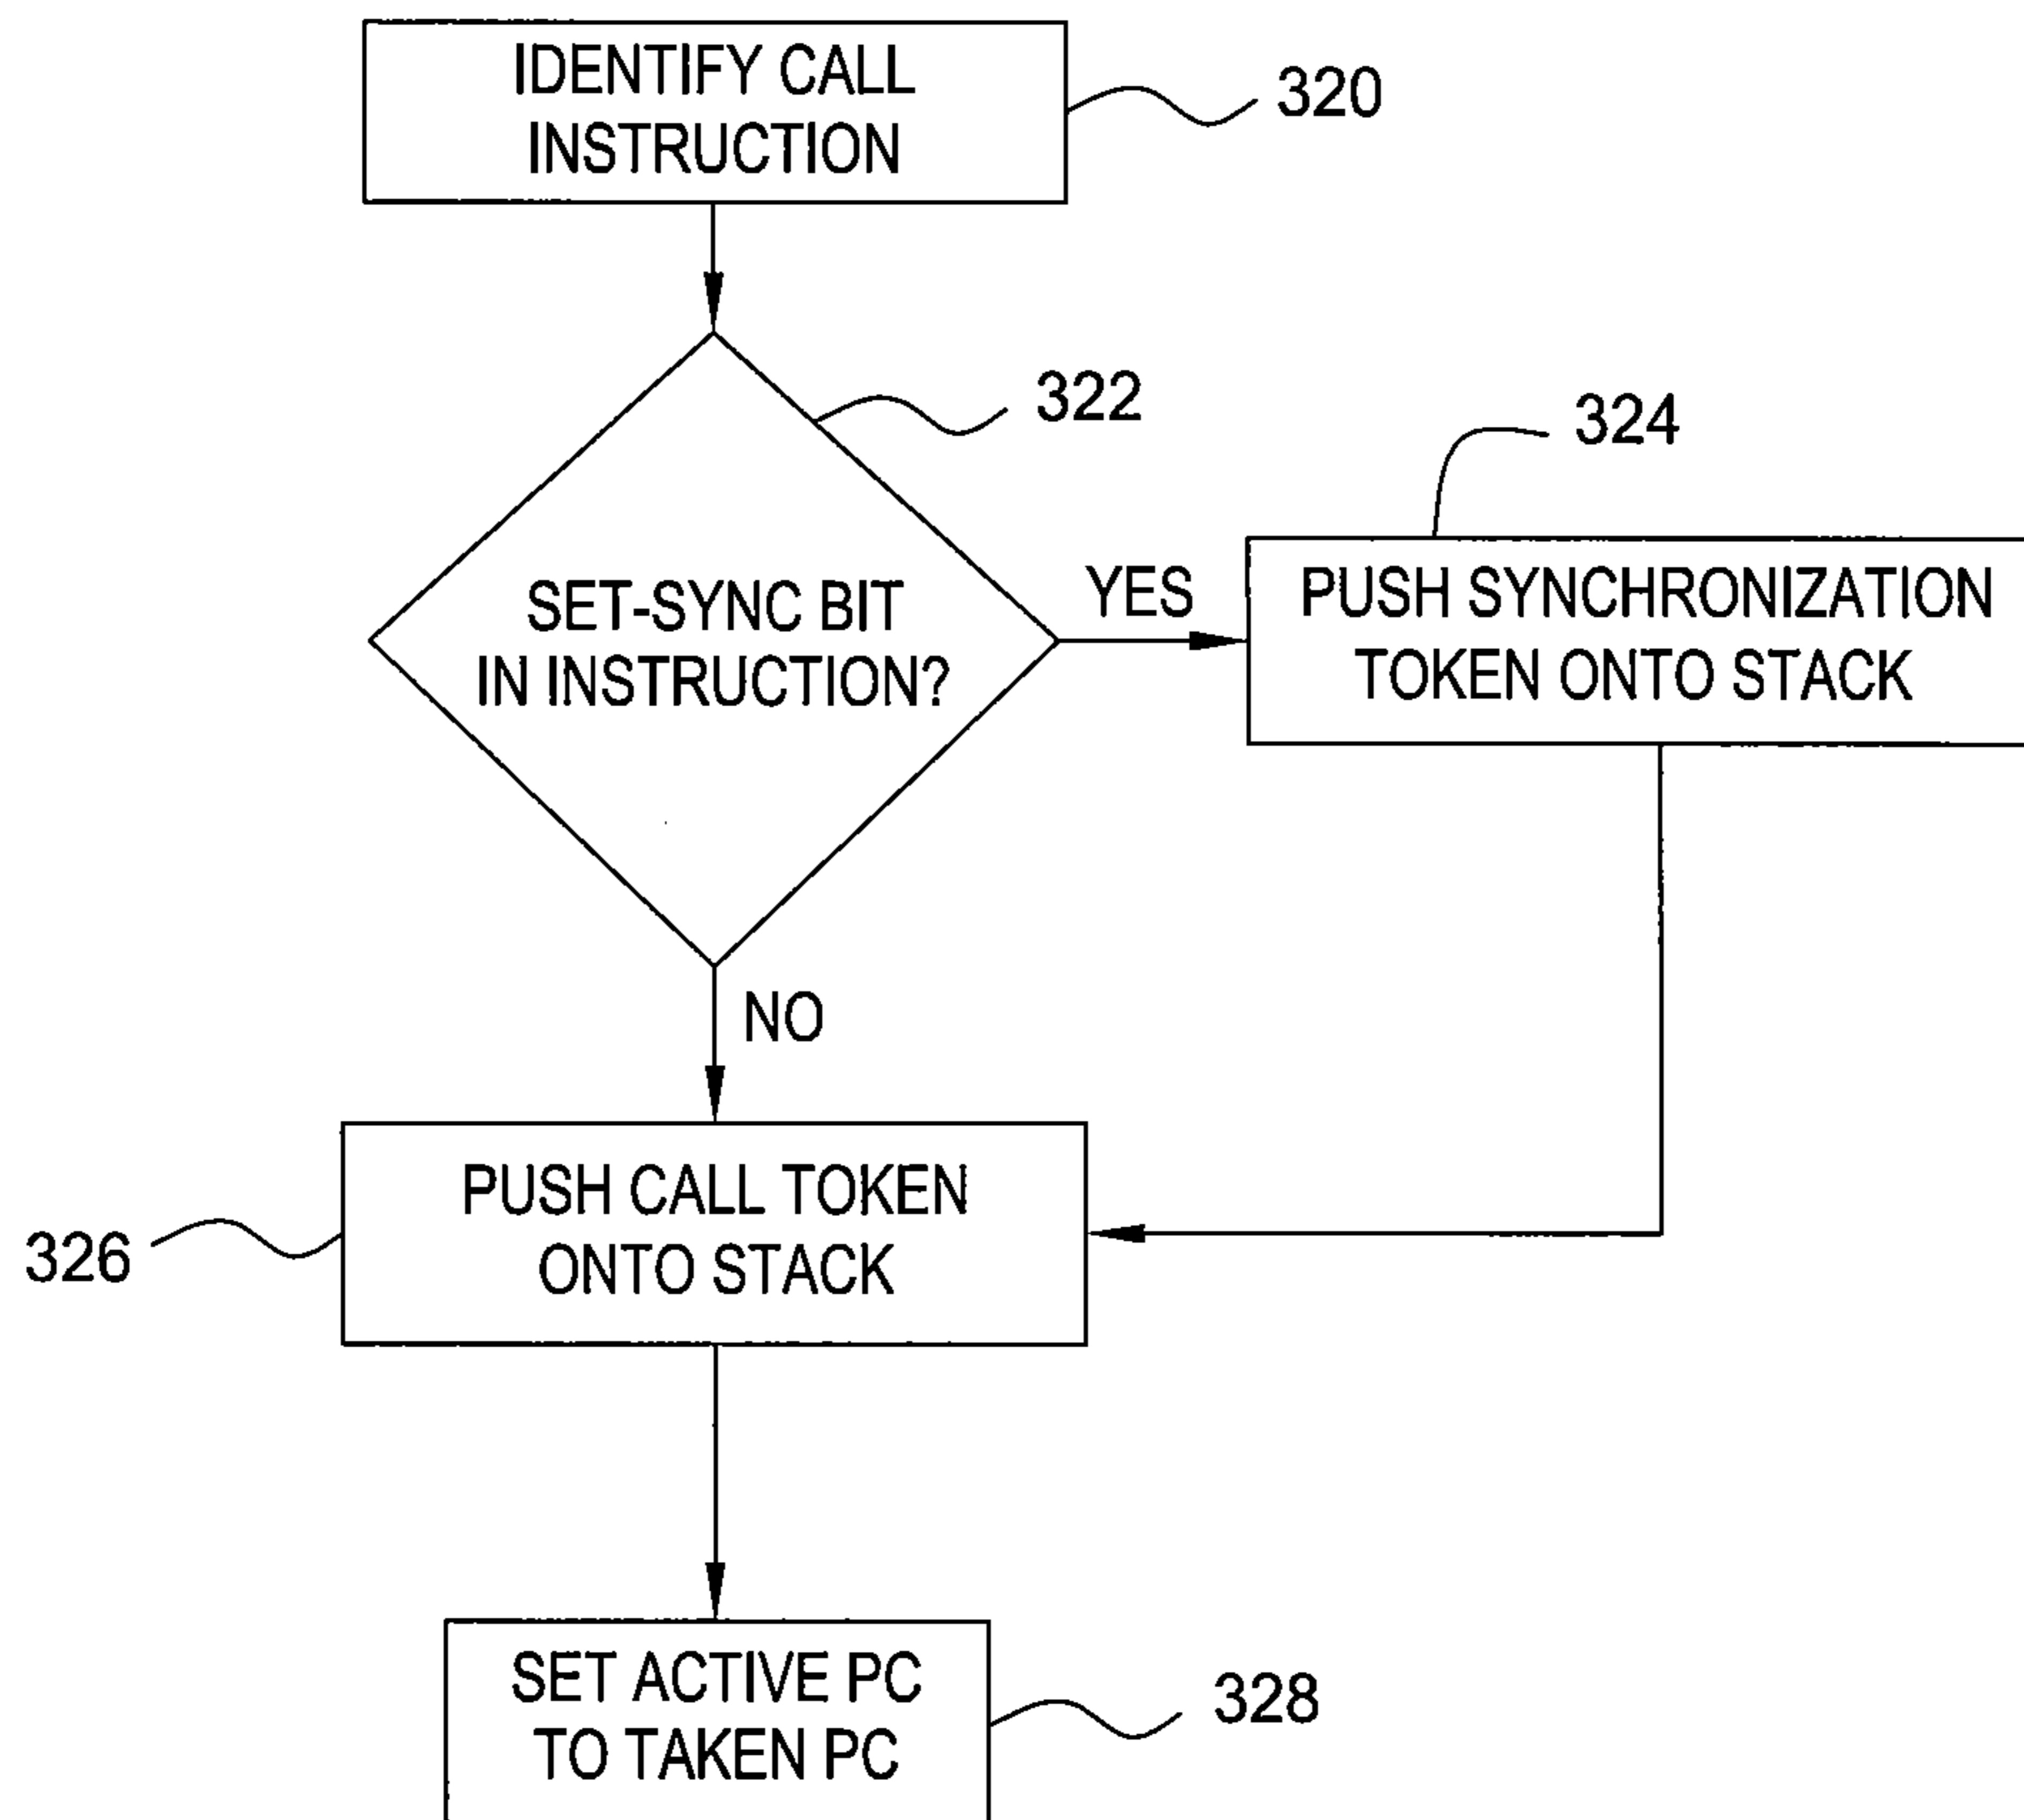 IDENTIFY CALL
INSTRUCTION
320
322
SET-SYNC BIT
IN INSTRUCTION?
YES
324
PUSH SYNCHRONIZATION
TOKEN ONTO STACK
NO
PUSH CALL TOKEN
ONTO STACK
326
SET ACTIVE PC
TO TAKEN PC
328